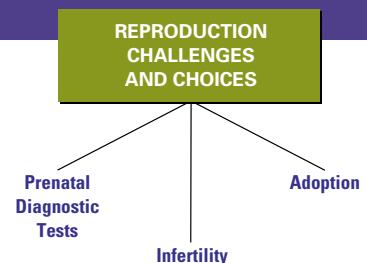 REPRODUCTION
CHALLENGES
AND CHOICES
Prenatal
Diagnostic
Tests
Infertility
Adoption